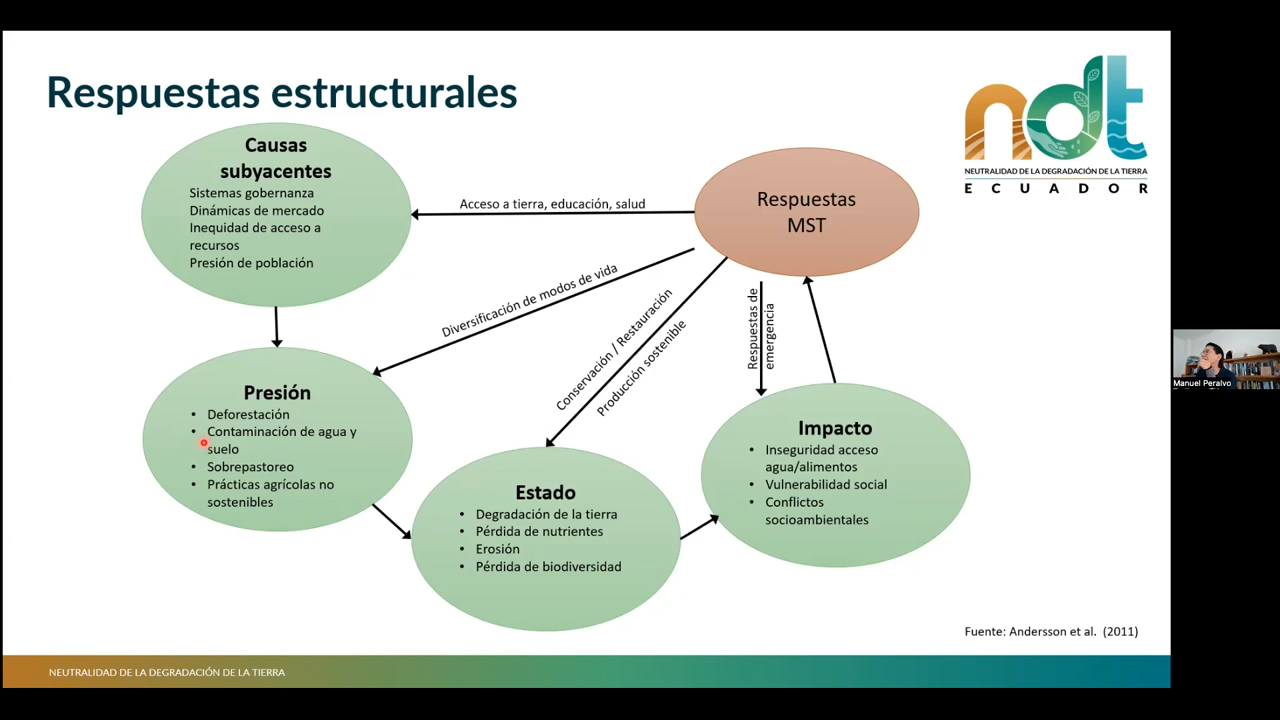 Respuestas estructurales
ndt
NEUTRALIDAD DE LA DEGRADACIÓN DE LA TIERRA
ECUADOR
Causas
subyacentes
Sistemas gobernanza
Dinámicas de mercado
Inequidad de acceso a
recursos
Presión de población
Acceso a tierra, educación, salud
Respuestas
MST
Diversificación de modos de vida
Conservación / Restauración
Producción sostenible
Respuestas de
emergencia
Presión
• Deforestación
• Contaminación de agua y
suelo
• Sobrepastoreo
• Prácticas agrícolas no
sostenibles
Estado
• Degradación de la tierra
• Pérdida de nutrientes
• Erosión
• Pérdida de biodiversidad
Impacto
• Inseguridad acceso
agua/alimentos
• Vulnerabilidad social
• Conflictos
socioambientales
Manuel Peralvo
Fuente: Andersson et al. (2011)
NEUTRALIDAD DE LA DEGRADACIÓN DE LA TIERRA